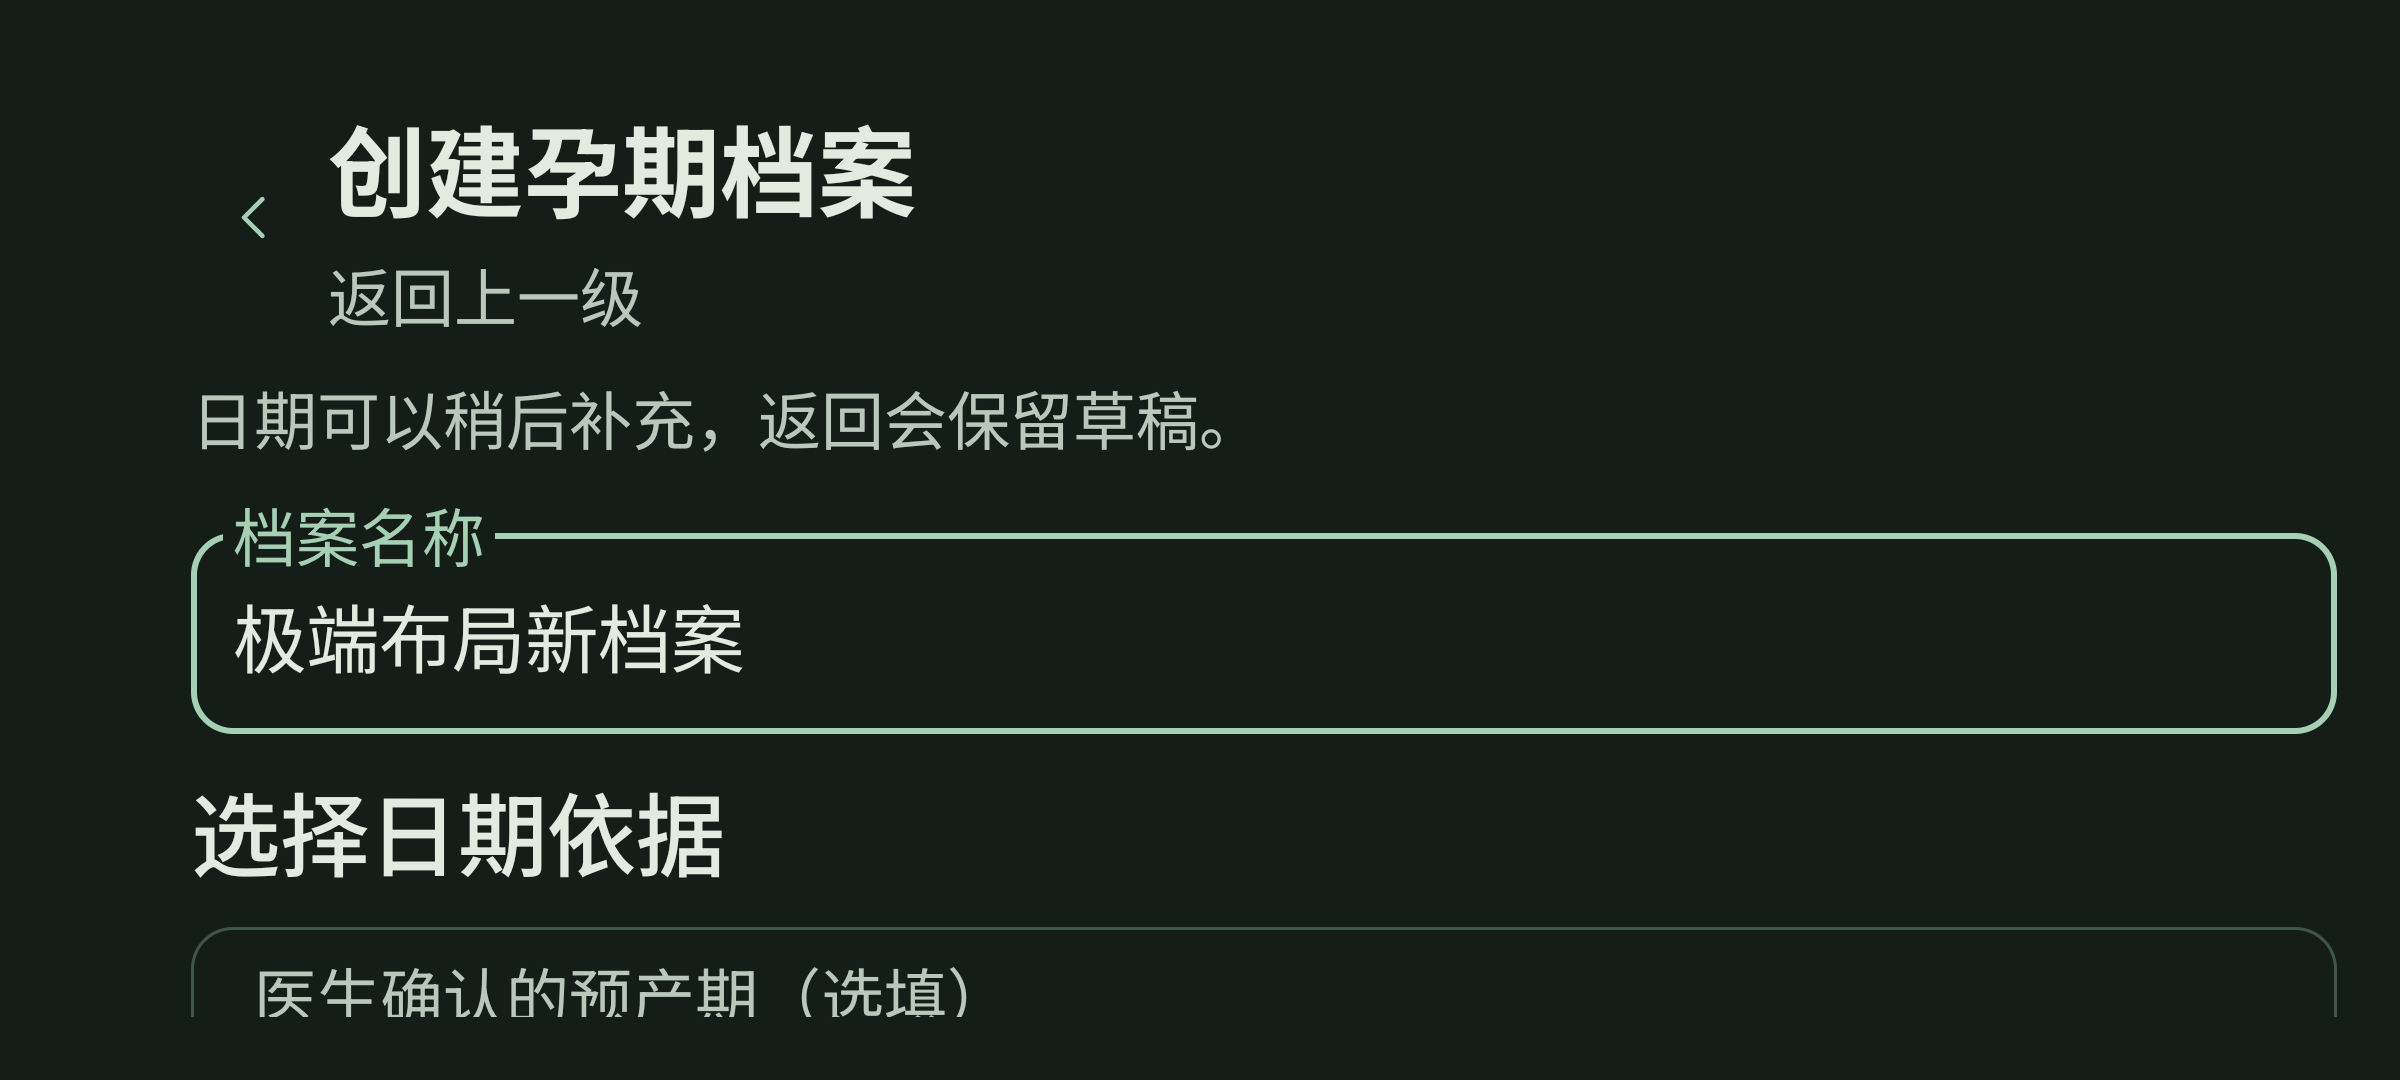 创建孕期档案
返回上一级
日期可以稍后补充，返回会保留草稿。
档案名称
极端布局新档案
选择日期依据
医生确认的预产期（选填）